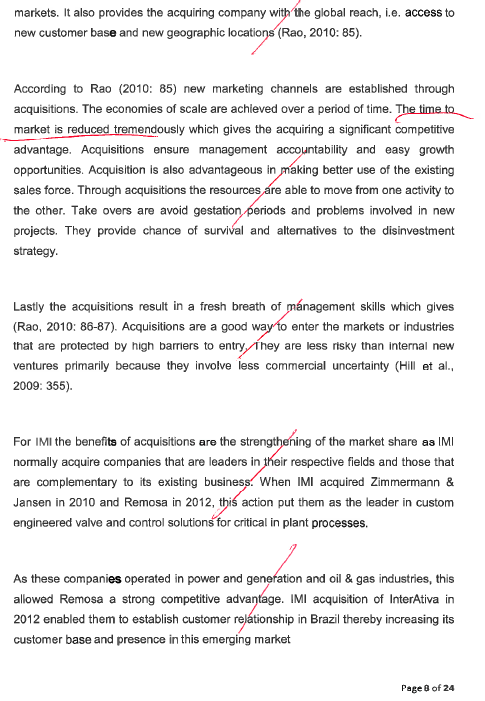 markets. It also provides the acquiring company with the global reach, i.e. access to
new customer base and new geographic locations (Rao, 2010: 85).
According to Rao (2010: 85) new marketing channels are established through
acquisitions. The economies of scale are achleved over a period of time. The time to
market is reduced tremendously which gives the acquiring a significant competitive
advantage. Acquisitions ensure management accountability and easy growth
opportunities. Acquisition is also advantageous in making better use of the existing
sales force. Through acquisitions the resources are able to move from one activity to
the other. Take overs are avoid gestation periods and problems involved in new
projects. They provide chance of survival and alternatives to the disinvestment
strategy.
Lastly the acquisitions result in a fresh breath of management skills which gives
(Rao, 2010: 86-87). Acquisitions are a good way to enter the markets or industries
that are protected by high barriers to entry. They are less risky than internal new
ventures primarily because they involve less commercial uncertainty (Hill et al.,
2009: 355).
For IMI the benefits of acquisitions are the strengthening of the market share as IMI
normally acquire companies that are leaders in their respective fields and those that
are complementary to its existing business. When IMI acquired Zimmermann &
Jansen in 2010 and Remosa in 2012, this action put them as the leader in custom
engineered valve and control solutions for critical in plant processes.
As these companies operated in power and generation and oil & gas industries, this
allowed Remosa a strong competitive advantage. IMI acquisition of InterAtiva in
2012 enabled them to establish customer relationship in Brazil thereby increasing its
customer base and presence in this emerging market
Page 8 of 24